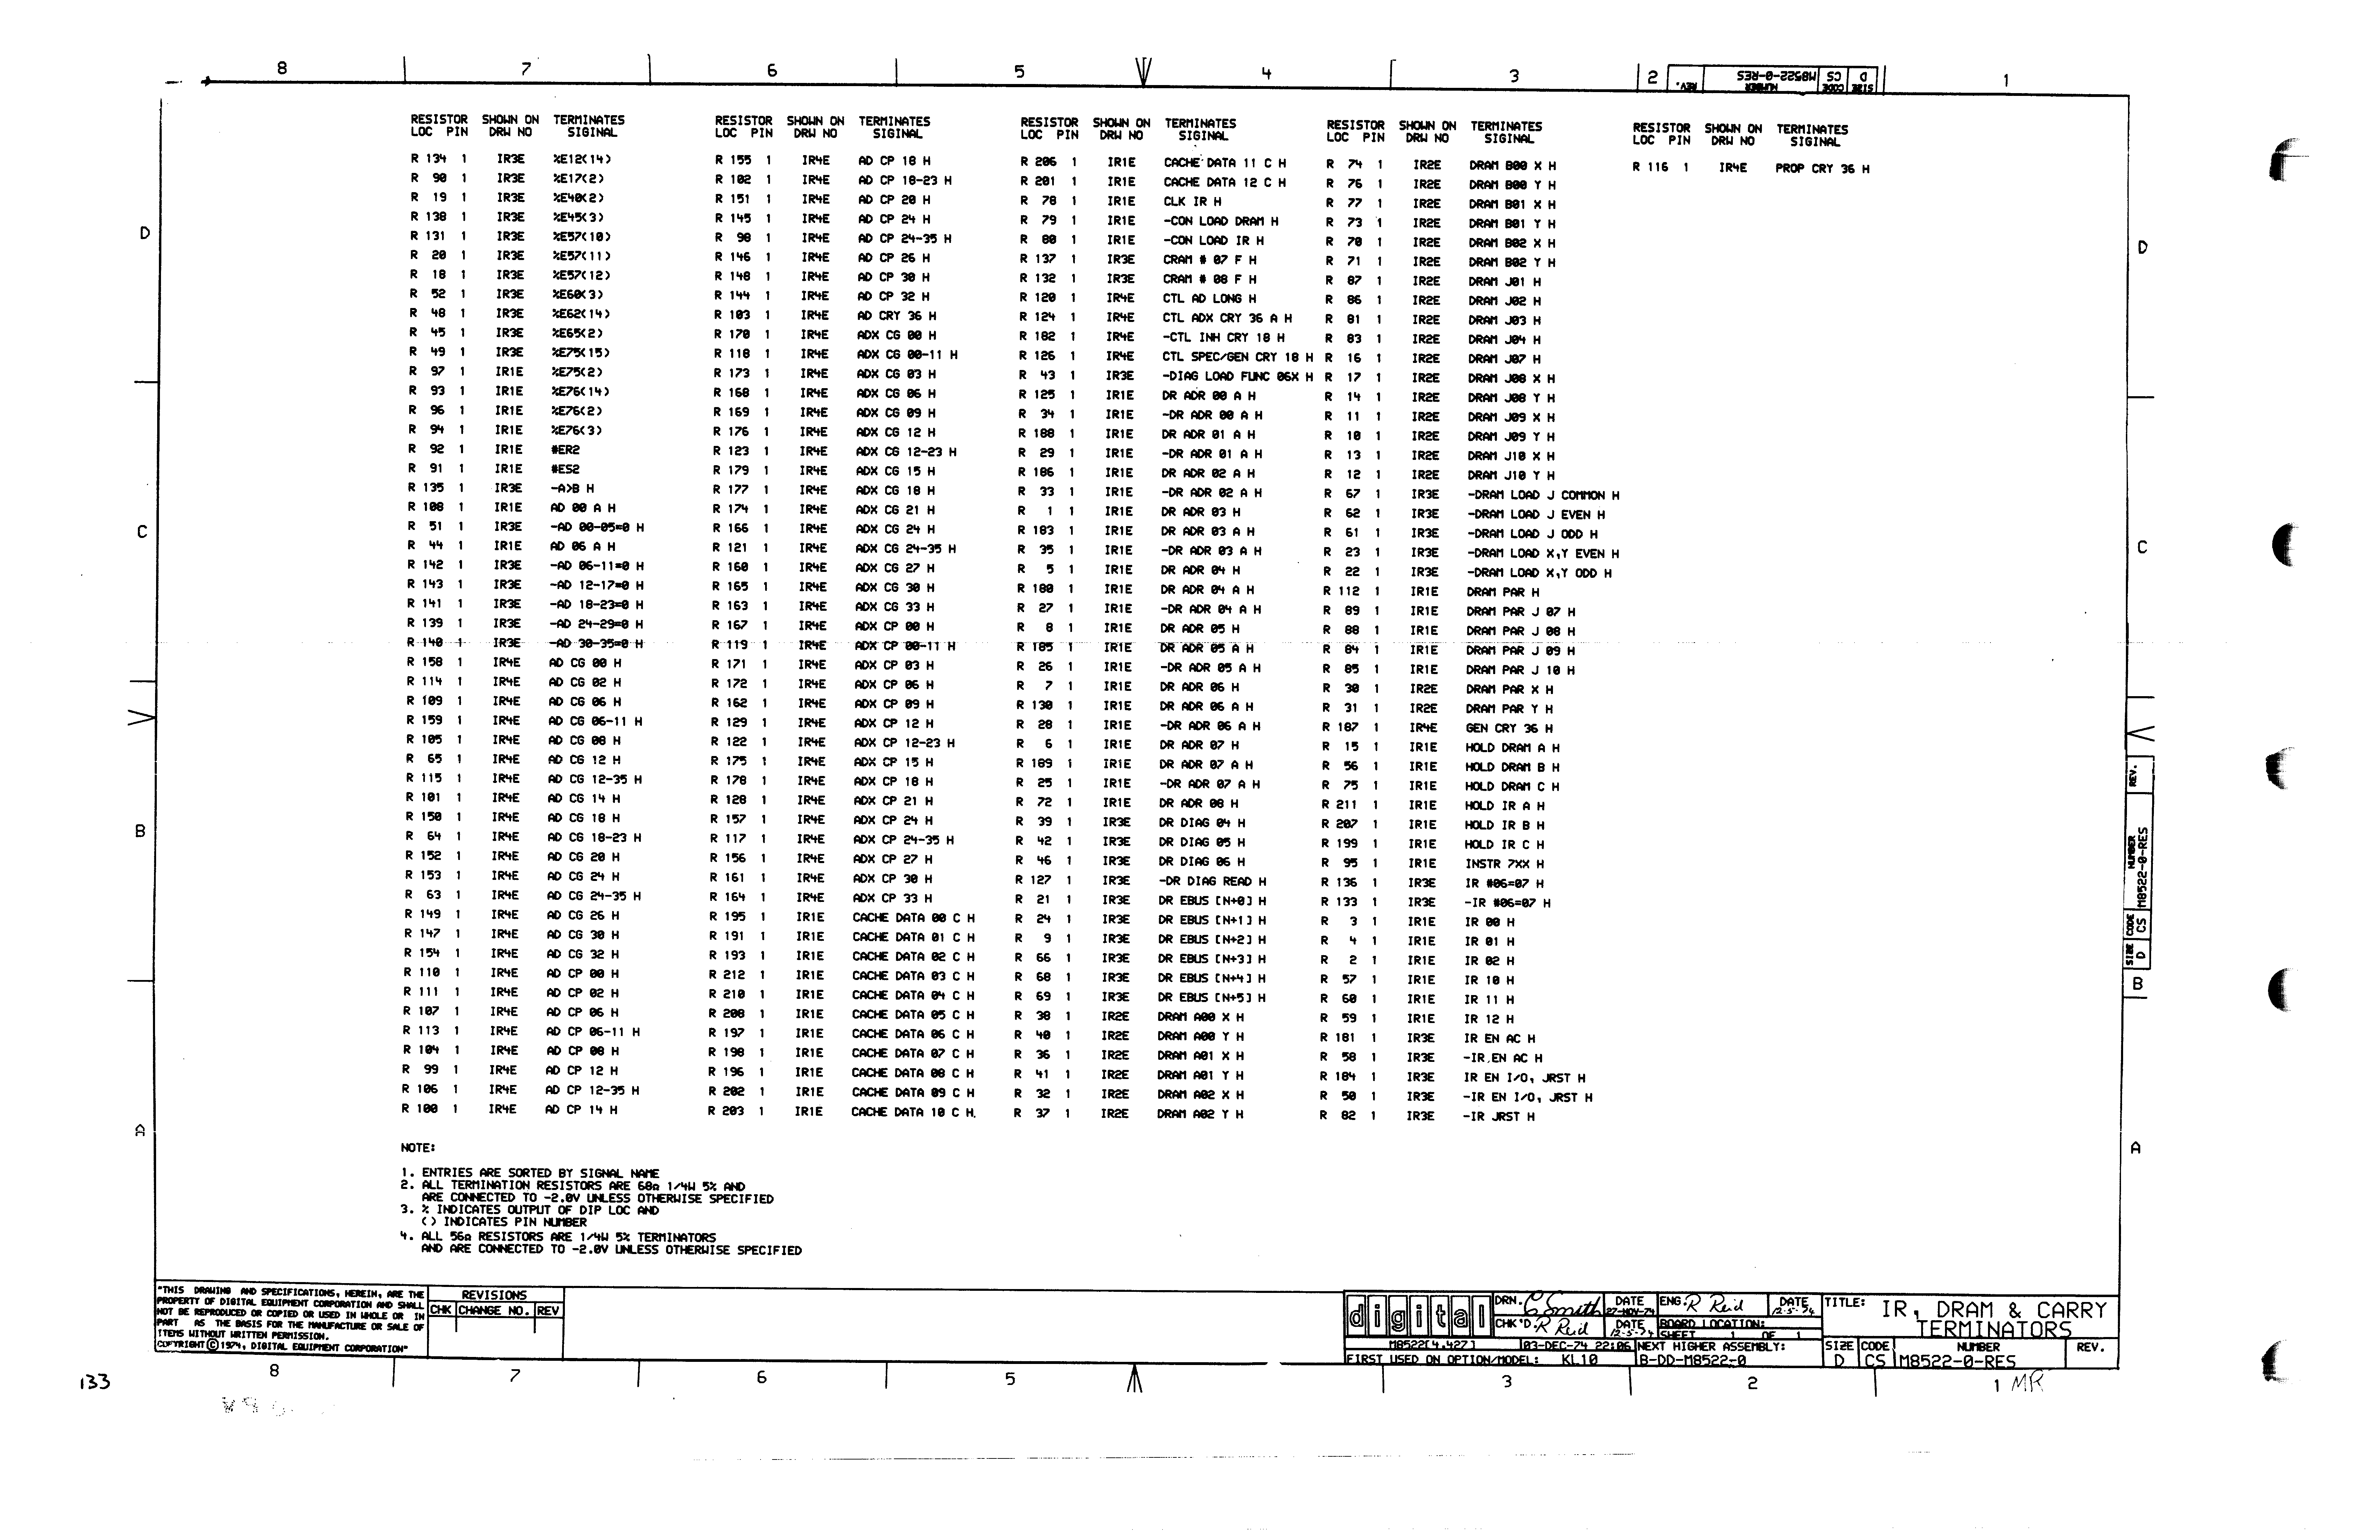 8 7 6 5 4 3 2 1
SIZE CODE NUMBER REV.
D CS M8522-0-RES
RESISTOR SHOWN ON TERMINATES
LOC PIN DRW NO SIGINAL
R 134 1 IR3E %E12(14)
R 90 1 IR3E %E17(2)
R 19 1 IR3E %E40(2)
R 138 1 IR3E %E45(3)
R 131 1 IR3E %E57(10)
R 20 1 IR3E %E57(11)
R 18 1 IR3E %E57(12)
R 52 1 IR3E %E60(3)
R 48 1 IR3E %E62(14)
R 45 1 IR3E %E65(2)
R 49 1 IR3E %E75(15)
R 97 1 IR1E %E75(2)
R 93 1 IR1E %E76(14)
R 96 1 IR1E %E76(2)
R 94 1 IR1E %E76(3)
R 92 1 IR1E #ER2
R 91 1 IR1E #ES2
R 135 1 IR3E -A>B H
R 108 1 IR1E AD 00 A H
R 51 1 IR3E -AD 00-05=0 H
R 44 1 IR1E AD 06 A H
R 142 1 IR3E -AD 06-11=0 H
R 143 1 IR3E -AD 12-17=0 H
R 141 1 IR3E -AD 18-23=0 H
R 139 1 IR3E -AD 24-29=0 H
R 140 1 IR3E -AD 30-35=0 H
R 158 1 IR4E AD CG 00 H
R 114 1 IR4E AD CG 02 H
R 109 1 IR4E AD CG 06 H
R 159 1 IR4E AD CG 06-11 H
R 105 1 IR4E AD CG 08 H
R 65 1 IR4E AD CG 12 H
R 115 1 IR4E AD CG 12-35 H
R 101 1 IR4E AD CG 14 H
R 150 1 IR4E AD CG 18 H
R 64 1 IR4E AD CG 18-23 H
R 152 1 IR4E AD CG 20 H
R 153 1 IR4E AD CG 24 H
R 63 1 IR4E AD CG 24-35 H
R 149 1 IR4E AD CG 26 H
R 147 1 IR4E AD CG 30 H
R 154 1 IR4E AD CG 32 H
R 110 1 IR4E AD CP 00 H
R 111 1 IR4E AD CP 02 H
R 107 1 IR4E AD CP 06 H
R 113 1 IR4E AD CP 06-11 H
R 104 1 IR4E AD CP 08 H
R 99 1 IR4E AD CP 12 H
R 106 1 IR4E AD CP 12-35 H
R 100 1 IR4E AD CP 14 H
RESISTOR SHOWN ON TERMINATES
LOC PIN DRW NO SIGINAL
R 155 1 IR4E AD CP 18 H
R 102 1 IR4E AD CP 18-23 H
R 151 1 IR4E AD CP 20 H
R 145 1 IR4E AD CP 24 H
R 98 1 IR4E AD CP 24-35 H
R 146 1 IR4E AD CP 26 H
R 148 1 IR4E AD CP 30 H
R 144 1 IR4E AD CP 32 H
R 103 1 IR4E AD CRY 36 H
R 170 1 IR4E ADX CG 00 H
R 118 1 IR4E ADX CG 00-11 H
R 173 1 IR4E ADX CG 03 H
R 168 1 IR4E ADX CG 06 H
R 169 1 IR4E ADX CG 09 H
R 176 1 IR4E ADX CG 12 H
R 123 1 IR4E ADX CG 12-23 H
R 179 1 IR4E ADX CG 15 H
R 177 1 IR4E ADX CG 18 H
R 174 1 IR4E ADX CG 21 H
R 166 1 IR4E ADX CG 24 H
R 121 1 IR4E ADX CG 24-35 H
R 160 1 IR4E ADX CG 27 H
R 165 1 IR4E ADX CG 30 H
R 163 1 IR4E ADX CG 33 H
R 167 1 IR4E ADX CP 00 H
R 119 1 IR4E ADX CP 00-11 H
R 171 1 IR4E ADX CP 03 H
R 172 1 IR4E ADX CP 06 H
R 162 1 IR4E ADX CP 09 H
R 129 1 IR4E ADX CP 12 H
R 122 1 IR4E ADX CP 12-23 H
R 175 1 IR4E ADX CP 15 H
R 178 1 IR4E ADX CP 18 H
R 128 1 IR4E ADX CP 21 H
R 157 1 IR4E ADX CP 24 H
R 117 1 IR4E ADX CP 24-35 H
R 156 1 IR4E ADX CP 27 H
R 161 1 IR4E ADX CP 30 H
R 164 1 IR4E ADX CP 33 H
R 195 1 IR1E CACHE DATA 00 C H
R 191 1 IR1E CACHE DATA 01 C H
R 193 1 IR1E CACHE DATA 02 C H
R 212 1 IR1E CACHE DATA 03 C H
R 210 1 IR1E CACHE DATA 04 C H
R 208 1 IR1E CACHE DATA 05 C H
R 197 1 IR1E CACHE DATA 06 C H
R 198 1 IR1E CACHE DATA 07 C H
R 196 1 IR1E CACHE DATA 08 C H
R 202 1 IR1E CACHE DATA 09 C H
R 203 1 IR1E CACHE DATA 10 C H
RESISTOR SHOWN ON TERMINATES
LOC PIN DRW NO SIGINAL
R 206 1 IR1E CACHE DATA 11 C H
R 201 1 IR1E CACHE DATA 12 C H
R 78 1 IR1E CLK IR H
R 79 1 IR1E -CON LOAD DRAM H
R 80 1 IR1E -CON LOAD IR H
R 137 1 IR3E CRAM # 07 F H
R 132 1 IR3E CRAM # 08 F H
R 120 1 IR4E CTL AD LONG H
R 124 1 IR4E CTL ADX CRY 36 A H
R 182 1 IR4E -CTL INH CRY 18 H
R 126 1 IR4E CTL SPEC/GEN CRY 18 H
R 43 1 IR3E -DIAG LOAD FUNC 06X H
R 125 1 IR1E DR ADR 00 A H
R 34 1 IR1E -DR ADR 00 A H
R 188 1 IR1E DR ADR 01 A H
R 29 1 IR1E -DR ADR 01 A H
R 186 1 IR1E DR ADR 02 A H
R 33 1 IR1E -DR ADR 02 A H
R 1 1 IR1E DR ADR 03 H
R 183 1 IR1E DR ADR 03 A H
R 35 1 IR1E -DR ADR 03 A H
R 5 1 IR1E DR ADR 04 H
R 180 1 IR1E DR ADR 04 A H
R 27 1 IR1E -DR ADR 04 A H
R 8 1 IR1E DR ADR 05 H
R 185 1 IR1E DR ADR 05 A H
R 26 1 IR1E -DR ADR 05 A H
R 7 1 IR1E DR ADR 06 H
R 130 1 IR1E DR ADR 06 A H
R 28 1 IR1E -DR ADR 06 A H
R 6 1 IR1E DR ADR 07 H
R 189 1 IR1E DR ADR 07 A H
R 25 1 IR1E -DR ADR 07 A H
R 72 1 IR1E DR ADR 08 H
R 39 1 IR3E DR DIAG 04 H
R 42 1 IR3E DR DIAG 05 H
R 46 1 IR3E DR DIAG 06 H
R 127 1 IR3E -DR DIAG READ H
R 21 1 IR3E DR EBUS [N+0] H
R 24 1 IR3E DR EBUS [N+1] H
R 9 1 IR3E DR EBUS [N+2] H
R 66 1 IR3E DR EBUS [N+3] H
R 68 1 IR3E DR EBUS [N+4] H
R 69 1 IR3E DR EBUS [N+5] H
R 38 1 IR2E DRAM A00 X H
R 40 1 IR2E DRAM A00 Y H
R 36 1 IR2E DRAM A01 X H
R 41 1 IR2E DRAM A01 Y H
R 32 1 IR2E DRAM A02 X H
R 37 1 IR2E DRAM A02 Y H
RESISTOR SHOWN ON TERMINATES
LOC PIN DRW NO SIGINAL
R 74 1 IR2E DRAM B00 X H
R 76 1 IR2E DRAM B00 Y H
R 77 1 IR2E DRAM B01 X H
R 73 1 IR2E DRAM B01 Y H
R 70 1 IR2E DRAM B02 X H
R 71 1 IR2E DRAM B02 Y H
R 87 1 IR2E DRAM J01 H
R 86 1 IR2E DRAM J02 H
R 81 1 IR2E DRAM J03 H
R 83 1 IR2E DRAM J04 H
R 16 1 IR2E DRAM J07 H
R 17 1 IR2E DRAM J08 X H
R 14 1 IR2E DRAM J08 Y H
R 11 1 IR2E DRAM J09 X H
R 10 1 IR2E DRAM J09 Y H
R 13 1 IR2E DRAM J10 X H
R 12 1 IR2E DRAM J10 Y H
R 67 1 IR3E -DRAM LOAD J COMMON H
R 62 1 IR3E -DRAM LOAD J EVEN H
R 61 1 IR3E -DRAM LOAD J ODD H
R 23 1 IR3E -DRAM LOAD X,Y EVEN H
R 22 1 IR3E -DRAM LOAD X,Y ODD H
R 112 1 IR1E DRAM PAR H
R 89 1 IR1E DRAM PAR J 07 H
R 88 1 IR1E DRAM PAR J 08 H
R 84 1 IR1E DRAM PAR J 09 H
R 85 1 IR1E DRAM PAR J 10 H
R 30 1 IR2E DRAM PAR X H
R 31 1 IR2E DRAM PAR Y H
R 187 1 IR4E GEN CRY 36 H
R 15 1 IR1E HOLD DRAM A H
R 56 1 IR1E HOLD DRAM B H
R 75 1 IR1E HOLD DRAM C H
R 211 1 IR1E HOLD IR A H
R 207 1 IR1E HOLD IR B H
R 199 1 IR1E HOLD IR C H
R 95 1 IR1E INSTR 7XX H
R 136 1 IR3E IR #06=07 H
R 133 1 IR3E -IR #06=07 H
R 3 1 IR1E IR 00 H
R 4 1 IR1E IR 01 H
R 2 1 IR1E IR 02 H
R 57 1 IR1E IR 10 H
R 60 1 IR1E IR 11 H
R 59 1 IR1E IR 12 H
R 181 1 IR3E IR EN AC H
R 58 1 IR3E -IR EN AC H
R 184 1 IR3E IR EN I/O, JRST H
R 50 1 IR3E -IR EN I/O, JRST H
R 82 1 IR3E -IR JRST H
RESISTOR SHOWN ON TERMINATES
LOC PIN DRW NO SIGINAL
R 116 1 IR4E PROP CRY 36 H
D
C
B
A
D
C
B
A
SIZE CODE NUMBER REV.
D CS M8522-0-RES
NOTE:
1. ENTRIES ARE SORTED BY SIGNAL NAME
2. ALL TERMINATION RESISTORS ARE 68Ω 1/4W 5% AND
ARE CONNECTED TO -2.0V UNLESS OTHERWISE SPECIFIED
3. % INDICATES OUTPUT OF DIP LOC AND
() INDICATES PIN NUMBER
4. ALL 56Ω RESISTORS ARE 1/4W 5% TERMINATORS
AND ARE CONNECTED TO -2.0V UNLESS OTHERWISE SPECIFIED
"THIS DRAWING AND SPECIFICATIONS, HEREIN, ARE THE
PROPERTY OF DIGITAL EQUIPMENT CORPORATION AND SHALL
NOT BE REPRODUCED OR COPIED OR USED IN WHOLE OR IN
PART AS THE BASIS FOR THE MANUFACTURE OR SALE OF
ITEMS WITHOUT WRITTEN PERMISSION.
COPYRIGHT © 1974, DIGITAL EQUIPMENT CORPORATION"
REVISIONS
CHK CHANGE NO. REV
digital
DRN. C Smith DATE 27-NOV-74
CHK'D. R Reid DATE 12-5-74
ENG. R Reid DATE 12-5-74
BOARD LOCATION:
SHEET 1 OF 1
M8522[4,427] 03-DEC-74 22:06 NEXT HIGHER ASSEMBLY:
FIRST USED ON OPTION/MODEL: KL10 B-DD-M8522-0
TITLE: IR, DRAM & CARRY
TERMINATORS
SIZE CODE NUMBER REV.
D CS M8522-0-RES
8 7 6 5 3 2 1 MR
133